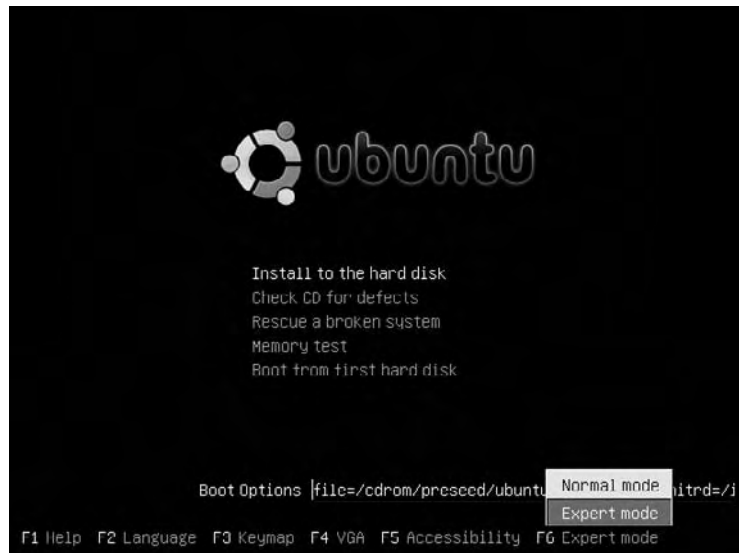 ubuntu
Install to the hard disk
Check CD for defects
Rescue a broken system
Memory test
Boot from first hard disk
Normal mode
Boot Options file=/cdrom/preseed/ubuntu itrd=/i
Expert mode
F1 Help F2 Language F3 Keymap F4 VGA F5 Accessibility F6 Expert mode